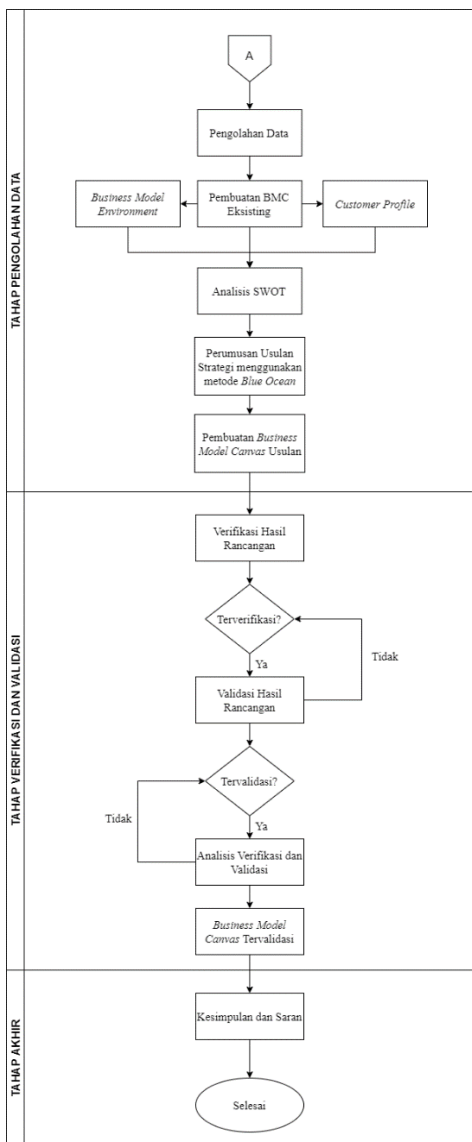 A
TAHAP PENGOLAHAN DATA
Pengolahan Data
Business Model
Environment
Pembuatan BMC
Eksisting
Customer Profile
Analisis SWOT
Perumusan Usulan
Strategi menggunakan
metode Blue Ocean
Pembuatan Business
Model Canvas Usulan
TAHAP VERIFIKASI DAN VALIDASI
Verifikasi Hasil
Rancangan
Terverifikasi?
Ya
Tidak
Validasi Hasil
Rancangan
Tervalidasi?
Tidak
Ya
Analisis Verifikasi dan
Validasi
Business Model
Canvas Tervalidasi
TAHAP AKHIR
Kesimpulan dan Saran
Selesai